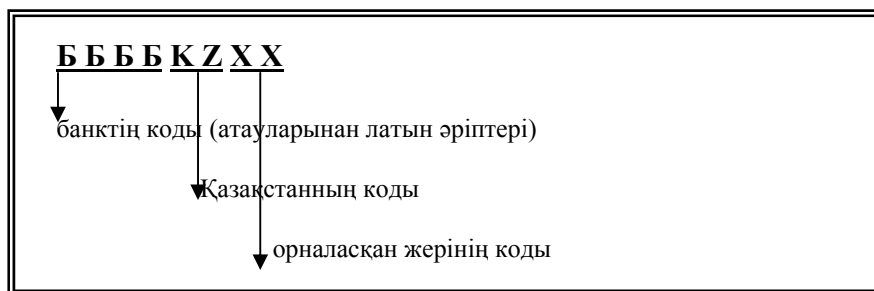 Б Б Б Б K Z X X
банктің коды (атауларынан латын әріптері)
Қазақстанның коды
орналасқан жерінің коды